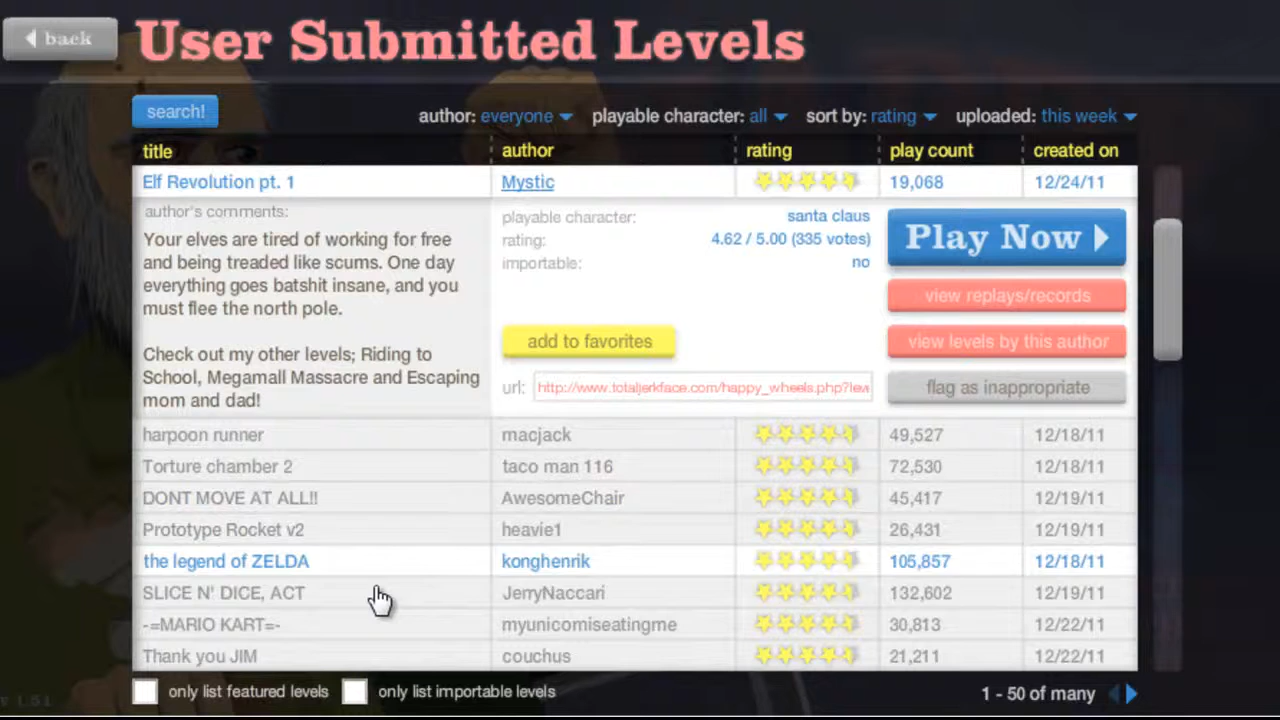 back
User Submitted Levels
search!
author: everyone playable character: all sort by: rating uploaded: this week
title author rating play count created on
Elf Revolution pt. 1 Mystic 19,068 12/24/11
author's comments:
Your elves are tired of working for free
and being treaded like scums. One day
everything goes batshit insane, and you
must flee the north pole.
Check out my other levels; Riding to
School, Megamall Massacre and Escaping
mom and dad!
playable character: santa claus
rating: 4.62 / 5.00 (335 votes)
importable: no
add to favorites
url: http://www.totaljerkface.com/happy_wheels.php?leve
Play Now
view replays/records
view levels by this author
flag as inappropriate
harpoon runner macjack 49,527 12/18/11
Torture chamber 2 taco man 116 72,530 12/18/11
DONT MOVE AT ALL!! AwesomeChair 45,417 12/19/11
Prototype Rocket v2 heavie1 26,431 12/19/11
the legend of ZELDA konghenrik 105,857 12/18/11
SLICE N' DICE, ACT JerryNaccari 132,602 12/19/11
-=MARIO KART=- myunicorniseatingme 30,813 12/22/11
Thank you JIM couchus 21,211 12/22/11
only list featured levels only list importable levels 1 - 50 of many
v 1.51